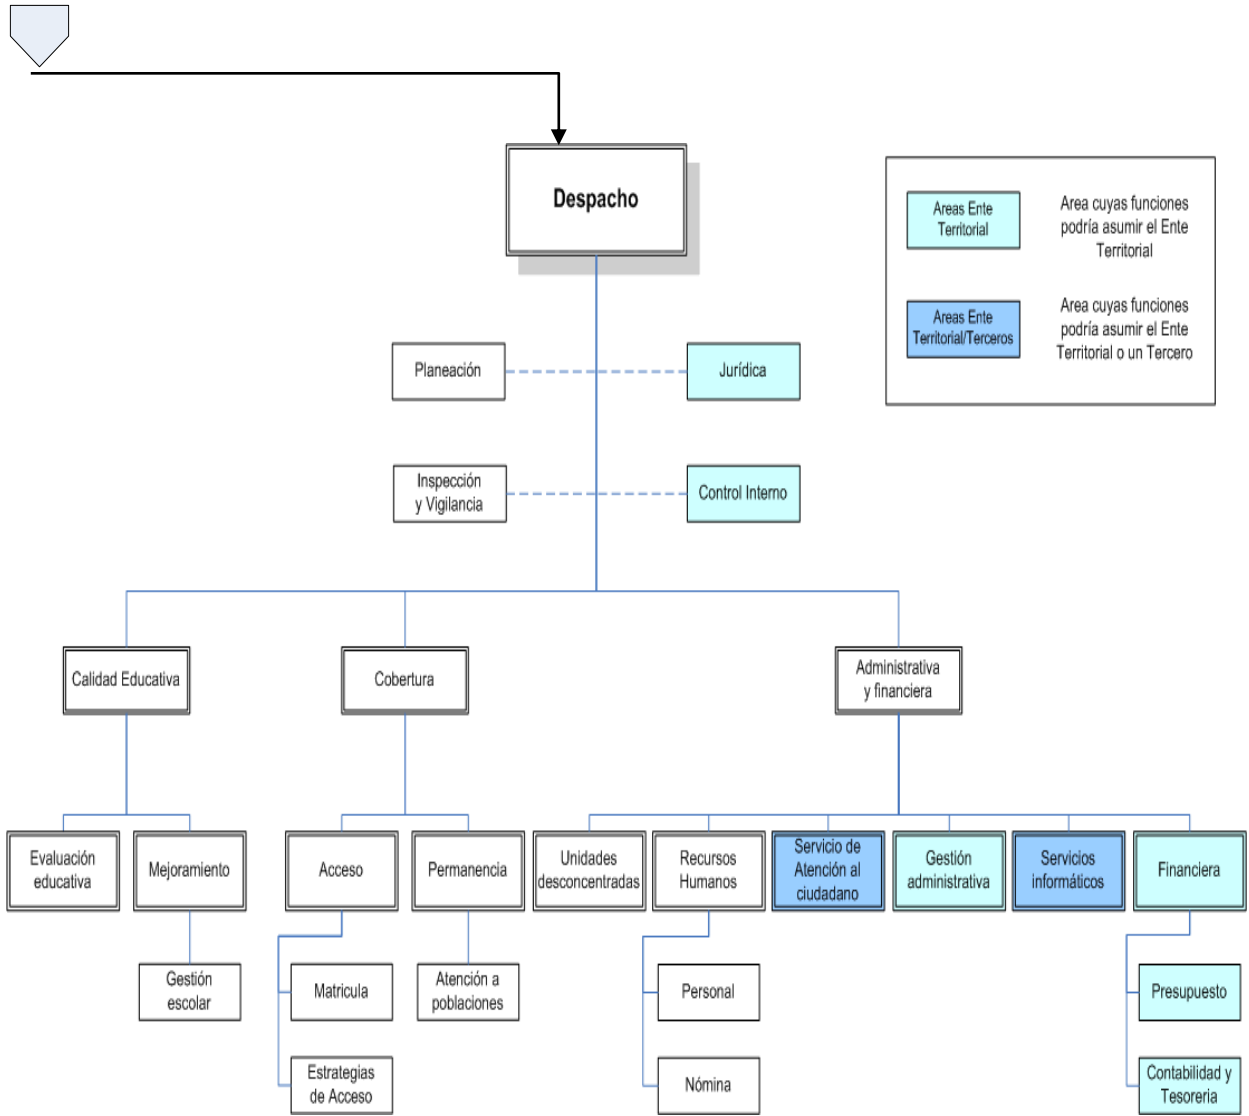 Despacho
Areas Ente
Territorial
Area cuyas funciones
podría asumir el Ente
Territorial
Areas Ente
Territorial/Terceros
Area cuyas funciones
podría asumir el Ente
Territorial o un Tercero
Planeación
Jurídica
Inspección
y Vigilancia
Control Interno
Calidad Educativa
Cobertura
Administrativa
y financiera
Evaluación
educativa
Mejoramiento
Acceso
Permanencia
Unidades
desconcentradas
Recursos
Humanos
Servicio de
Atención al
ciudadano
Gestión
administrativa
Servicios
informáticos
Financiera
Gestión
escolar
Matricula
Atención a
poblaciones
Personal
Presupuesto
Estrategias
de Acceso
Nómina
Contabilidad y
Tesoreria